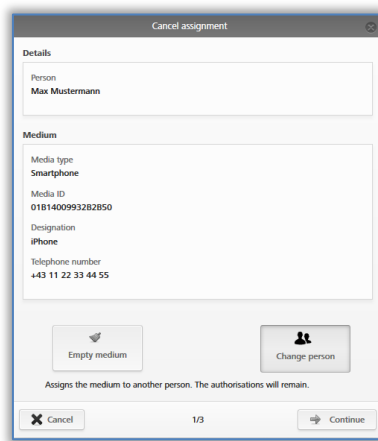 Cancel assignment
Details
Person
Max Mustermann
Medium
Media type
Smartphone
Media ID
01B14009932B2B50
Designation
iPhone
Telephone number
+43 11 22 33 44 55
Empty medium
Change person
Assigns the medium to another person. The authorisations will remain.
Cancel
1/3
Continue